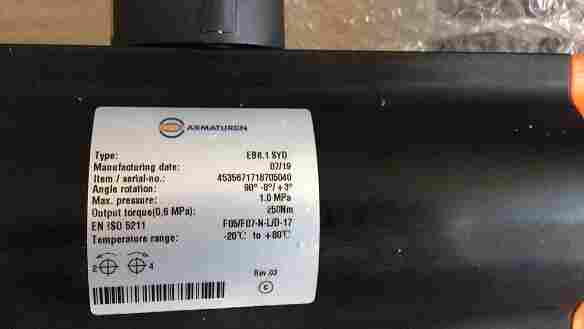 ARMATUREN
Type: EB8.1 SYD
Manufacturing date: 07/19
Item / serial-no.: 4535671718705040
Angle rotation: 90° -8°/ +3°
Max. pressure: 1.0 MPa
Output torque(0,6 MPa): 250Nm
EN ISO 5211 F05/F07-N-L/D-17
Temperature range: -20°C to +80°C
2 4
Rev.03
C